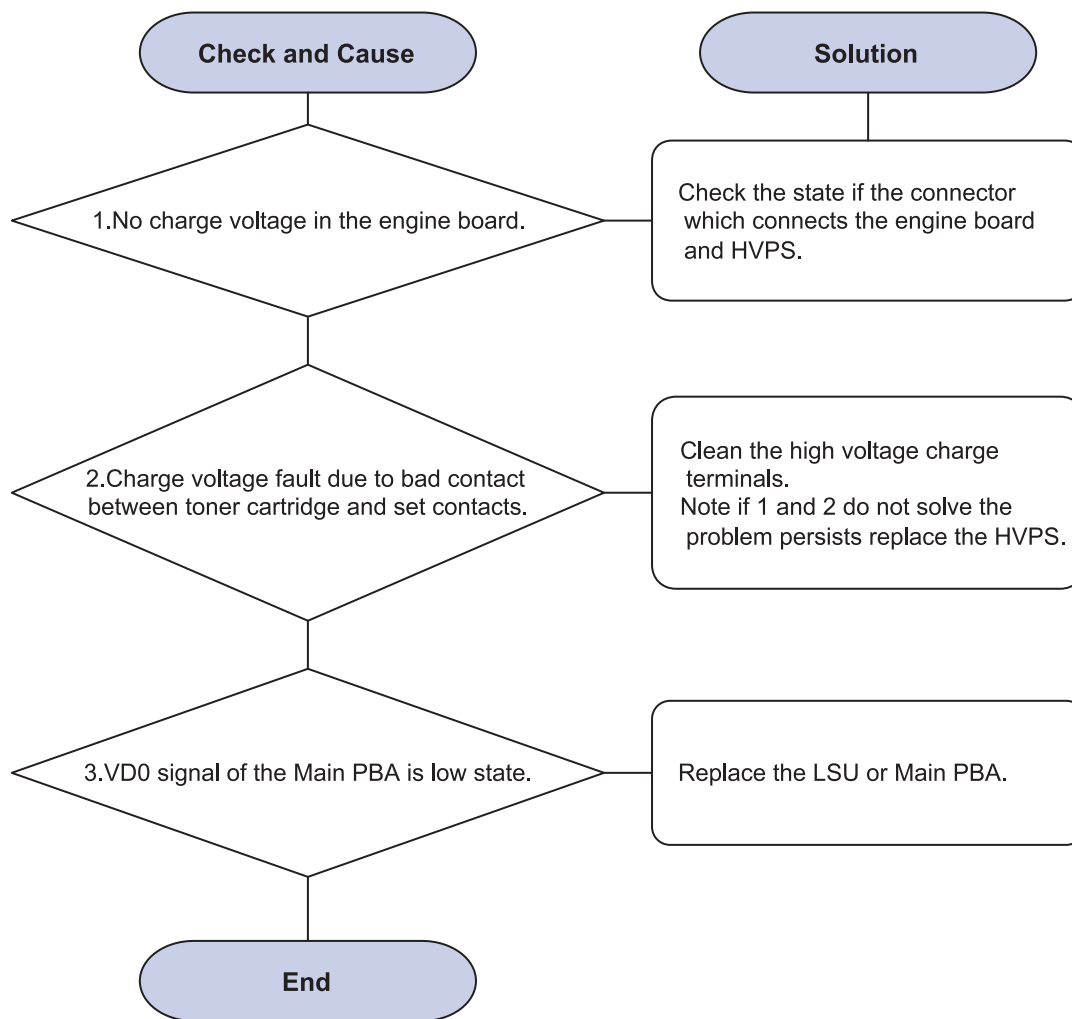 Check and Cause
Solution
1.No charge voltage in the engine board.
Check the state if the connector
which connects the engine board
and HVPS.
2.Charge voltage fault due to bad contact
between toner cartridge and set contacts.
Clean the high voltage charge
terminals.
Note if 1 and 2 do not solve the
problem persists replace the HVPS.
3.VD0 signal of the Main PBA is low state.
Replace the LSU or Main PBA.
End